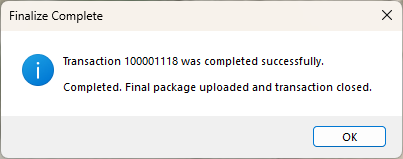 Finalize Complete
Transaction 100001118 was completed successfully.
Completed. Final package uploaded and transaction closed.
OK